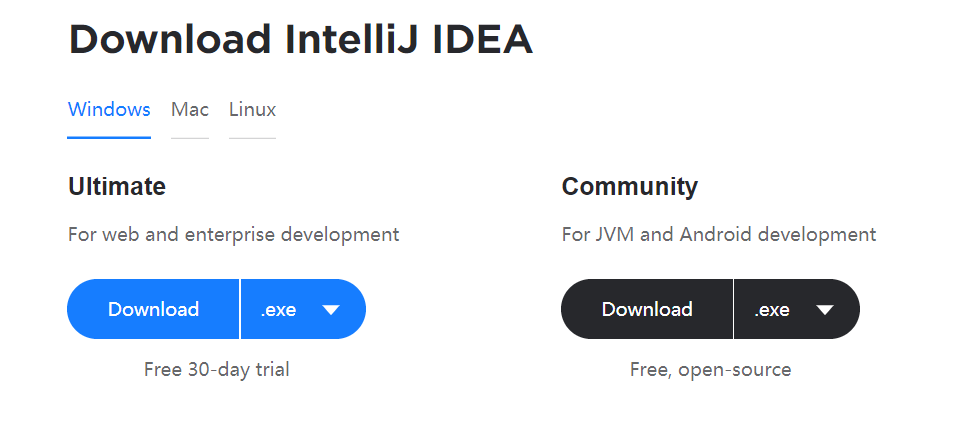 Download IntelliJ IDEA
Windows Mac Linux
Ultimate
For web and enterprise development
Download .exe
Free 30-day trial
Community
For JVM and Android development
Download .exe
Free, open-source